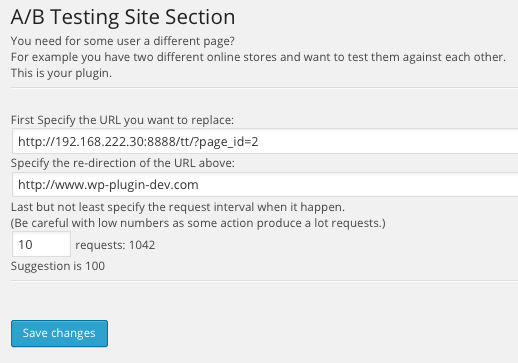 A/B Testing Site Section
You need for some user a different page?
For example you have two different online stores and want to test them against each other.
This is your plugin.
First Specify the URL you want to replace:
http://192.168.222.30:8888/tt/?page_id=2
Specify the re-direction of the URL above:
http://www.wp-plugin-dev.com
Last but not least specify the request interval when it happen.
(Be careful with low numbers as some action produce a lot requests.)
10 requests: 1042
Suggestion is 100
Save changes